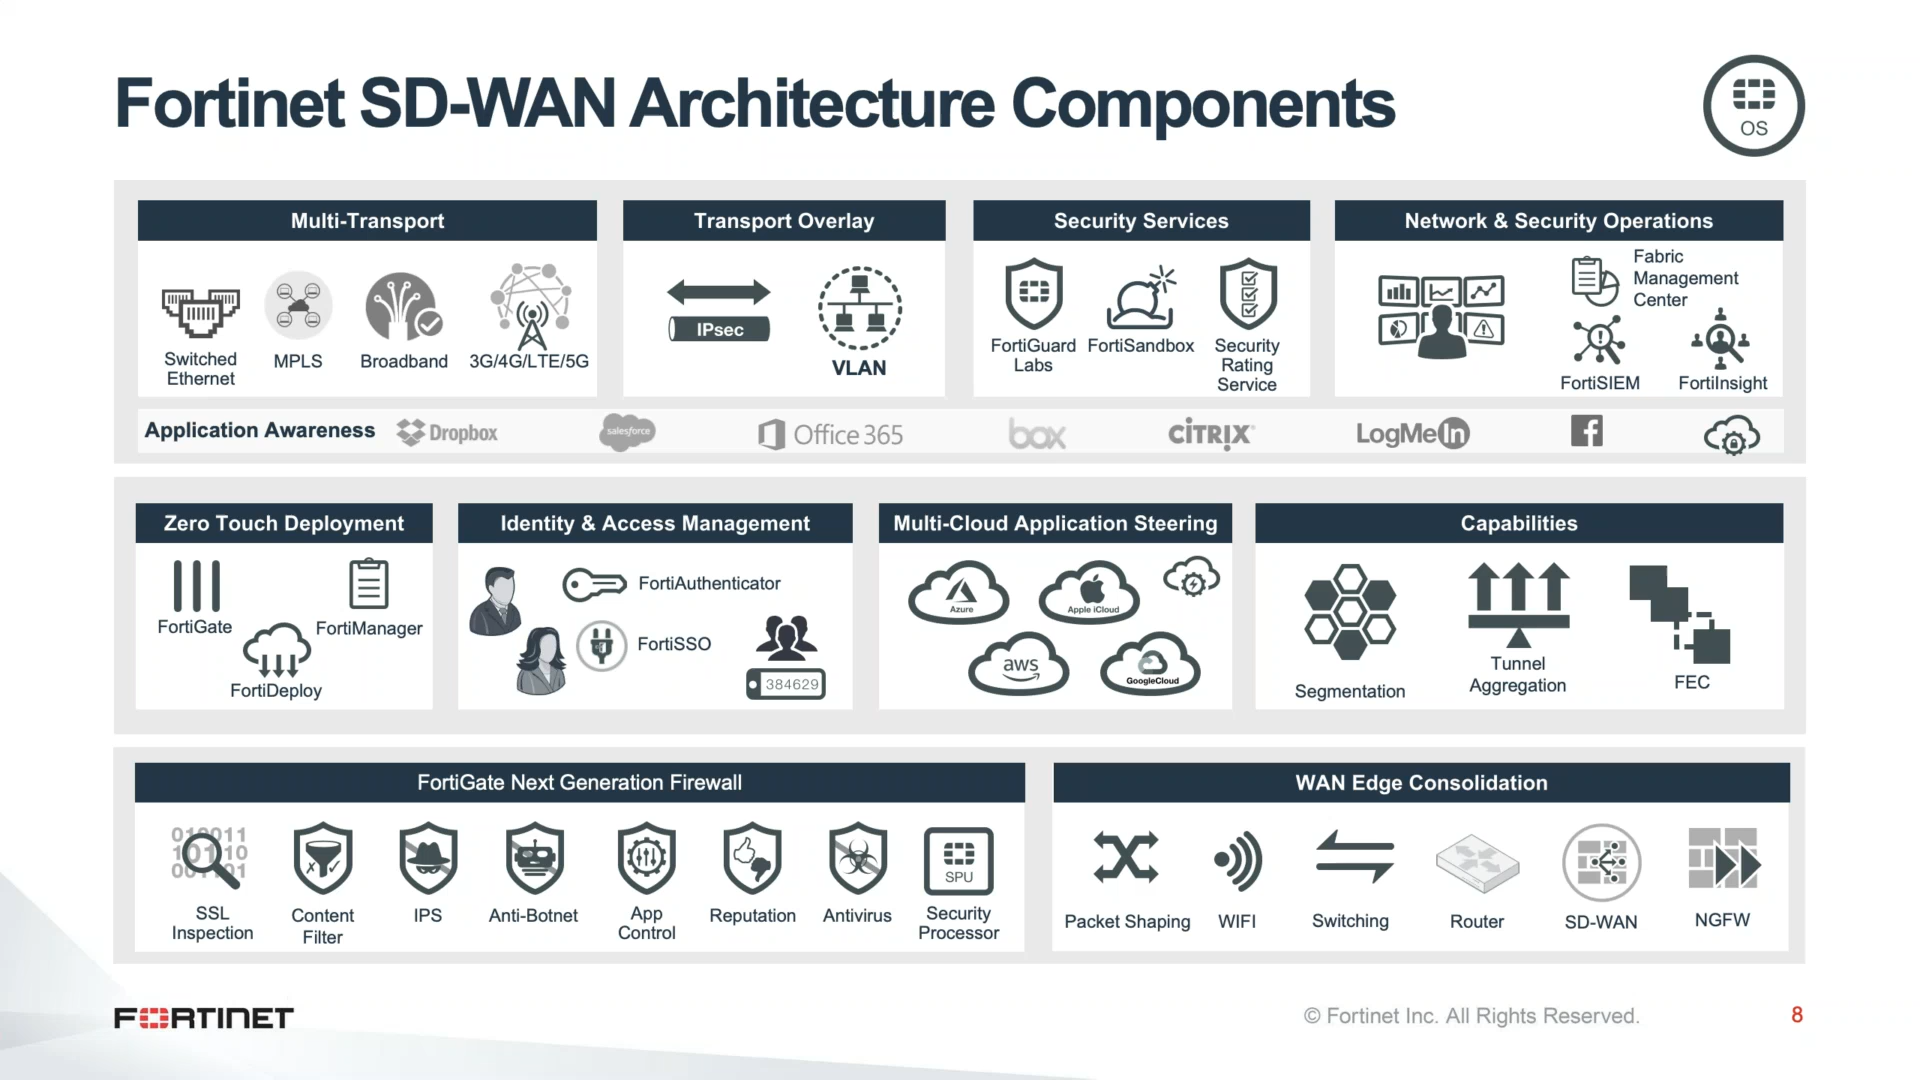 Fortinet SD-WAN Architecture Components
OS
Multi-Transport
Switched
Ethernet
MPLS
Broadband
3G/4G/LTE/5G
Transport Overlay
IPsec
VLAN
Security Services
FortiGuard
Labs
FortiSandbox
Security
Rating
Service
Network & Security Operations
Fabric
Management
Center
FortiSIEM
FortiInsight
Application Awareness
Dropbox
salesforce
Office 365
box
CITRIX
LogMeIn
f
Zero Touch Deployment
FortiGate
FortiManager
FortiDeploy
Identity & Access Management
FortiAuthenticator
FortiSSO
384629
Multi-Cloud Application Steering
Azure
Apple iCloud
aws
GoogleCloud
Capabilities
Segmentation
Tunnel
Aggregation
FEC
FortiGate Next Generation Firewall
010011
10110
001101
SSL
Inspection
Content
Filter
IPS
Anti-Botnet
App
Control
Reputation
Antivirus
SPU
Security
Processor
WAN Edge Consolidation
Packet Shaping
WIFI
Switching
Router
SD-WAN
NGFW
FORTINET
© Fortinet Inc. All Rights Reserved.
8